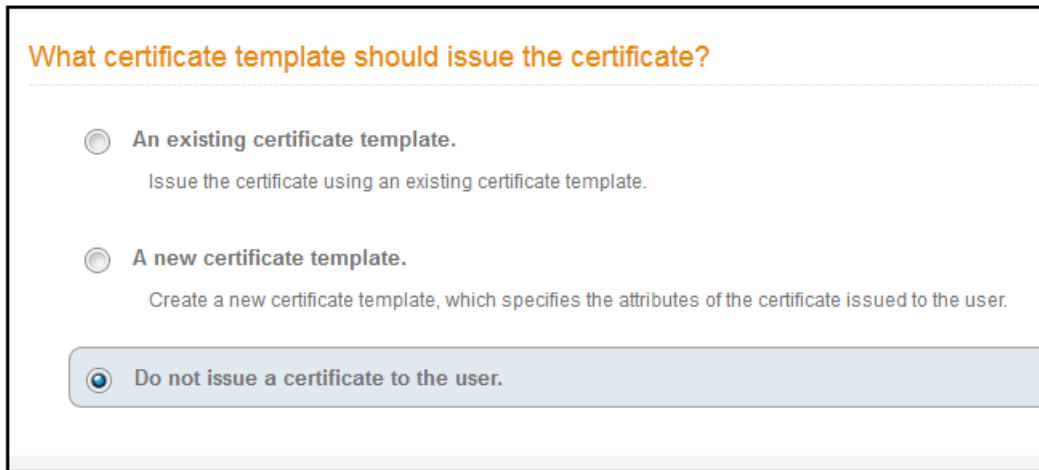 What certificate template should issue the certificate?
An existing certificate template.
Issue the certificate using an existing certificate template.
A new certificate template.
Create a new certificate template, which specifies the attributes of the certificate issued to the user.
Do not issue a certificate to the user.